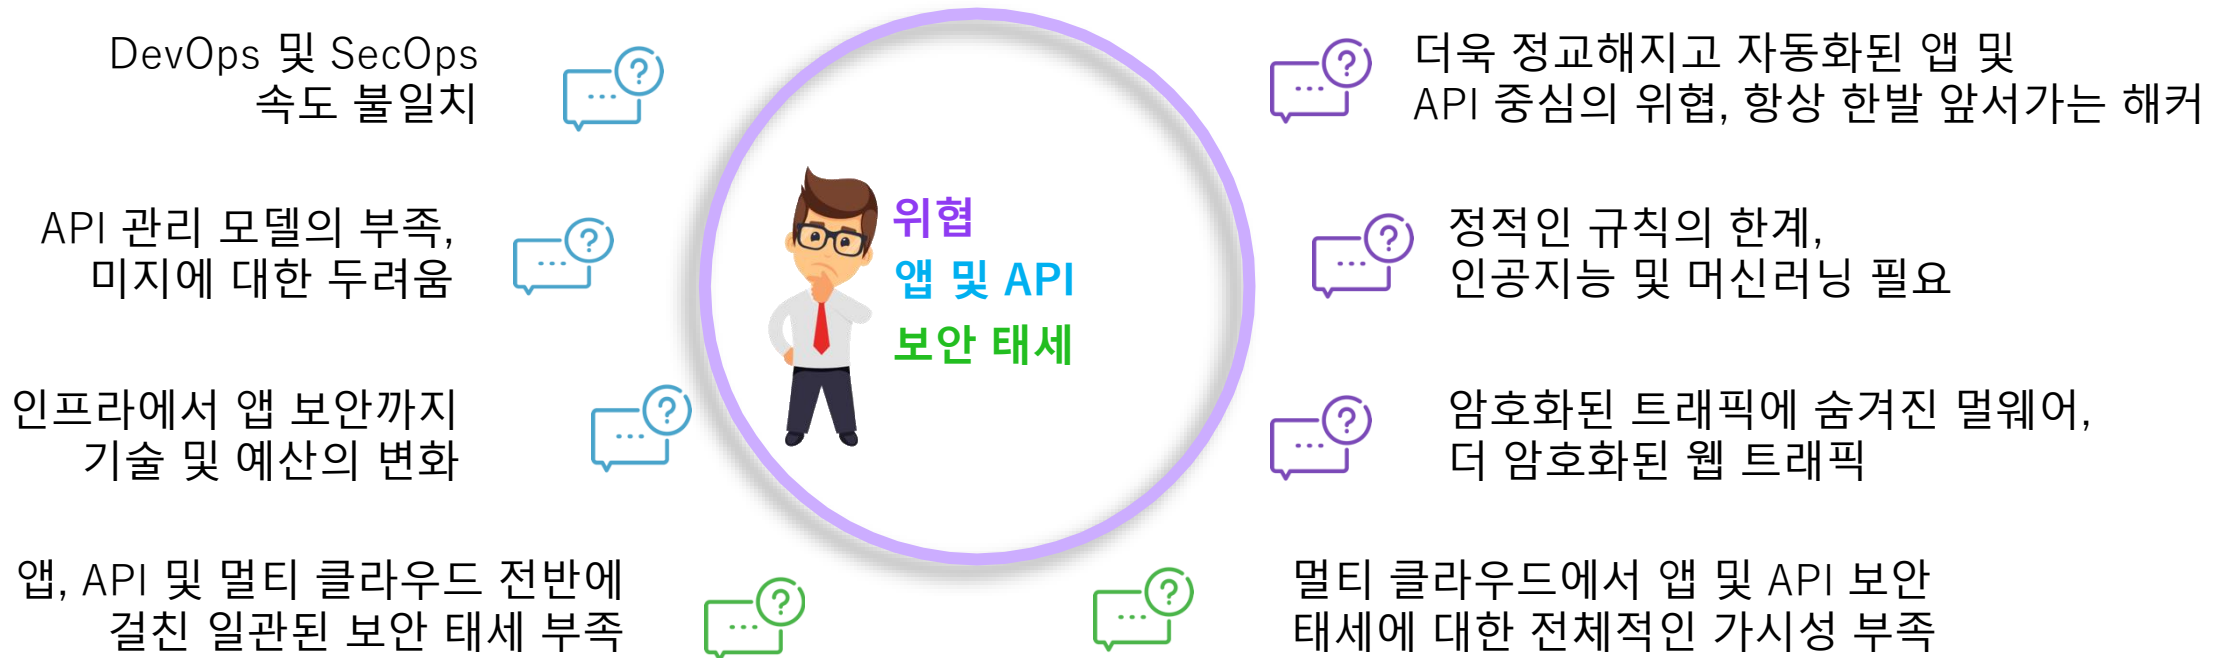 DevOps 및 SecOps
속도 불일치
API 관리 모델의 부족,
미지에 대한 두려움
인프라에서 앱 보안까지
기술 및 예산의 변화
앱, API 및 멀티 클라우드 전반에
걸친 일관된 보안 태세 부족
위협
앱 및 API
보안 태세
더욱 정교해지고 자동화된 앱 및
API 중심의 위협, 항상 한발 앞서가는 해커
정적인 규칙의 한계,
인공지능 및 머신러닝 필요
암호화된 트래픽에 숨겨진 멀웨어,
더 암호화된 웹 트래픽
멀티 클라우드에서 앱 및 API 보안
태세에 대한 전체적인 가시성 부족